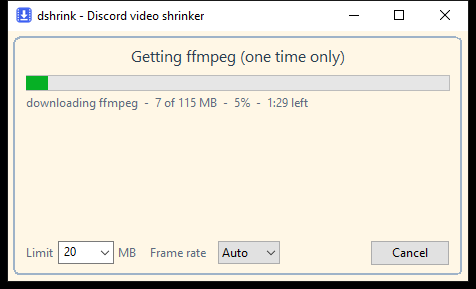 dshrink - Discord video shrinker
Getting ffmpeg (one time only)
downloading ffmpeg - 7 of 115 MB - 5% - 1:29 left
Limit 20 MB Frame rate Auto Cancel